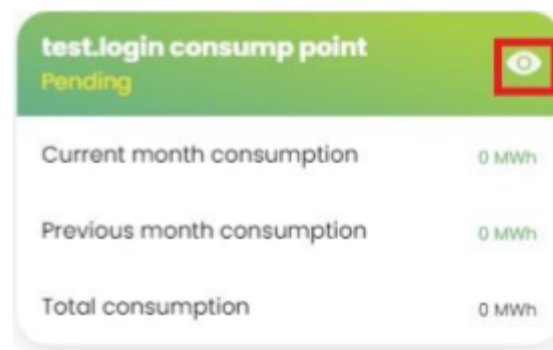 test.login consump point
Pending
Current month consumption 0 MWh
Previous month consumption 0 MWh
Total consumption 0 MWh